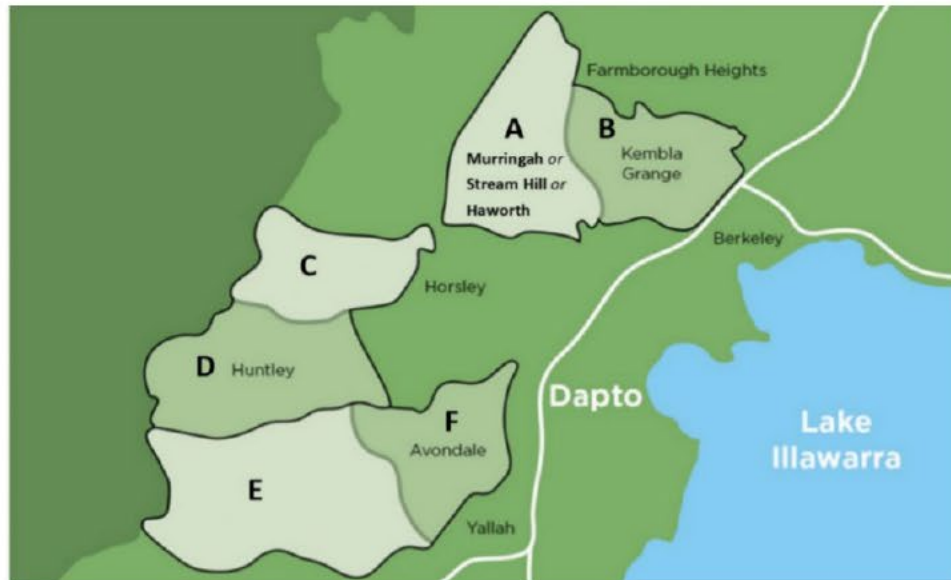 Farmborough Heights
A
B
Murringah or
Stream Hill or
Haworth
Kembla
Grange
Berkeley
C
Horsley
D
Huntley
Dapto
F
Avondale
Lake
Illawarra
E
Yallah